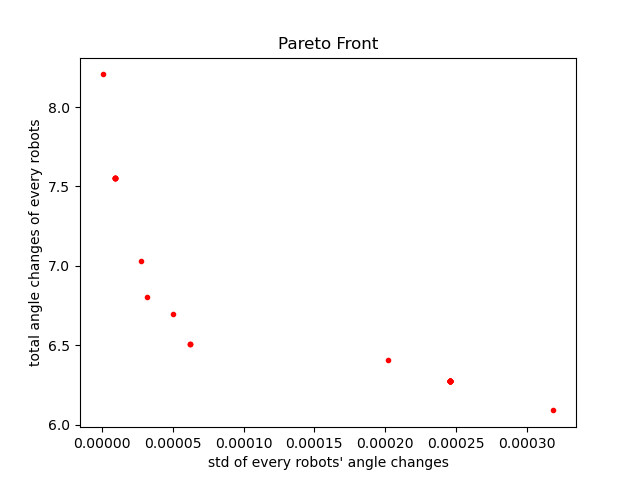 Pareto Front
total angle changes of every robots
8.0
7.5
7.0
6.5
6.0
0.00000 0.00005 0.00010 0.00015 0.00020 0.00025 0.00030
std of every robots' angle changes